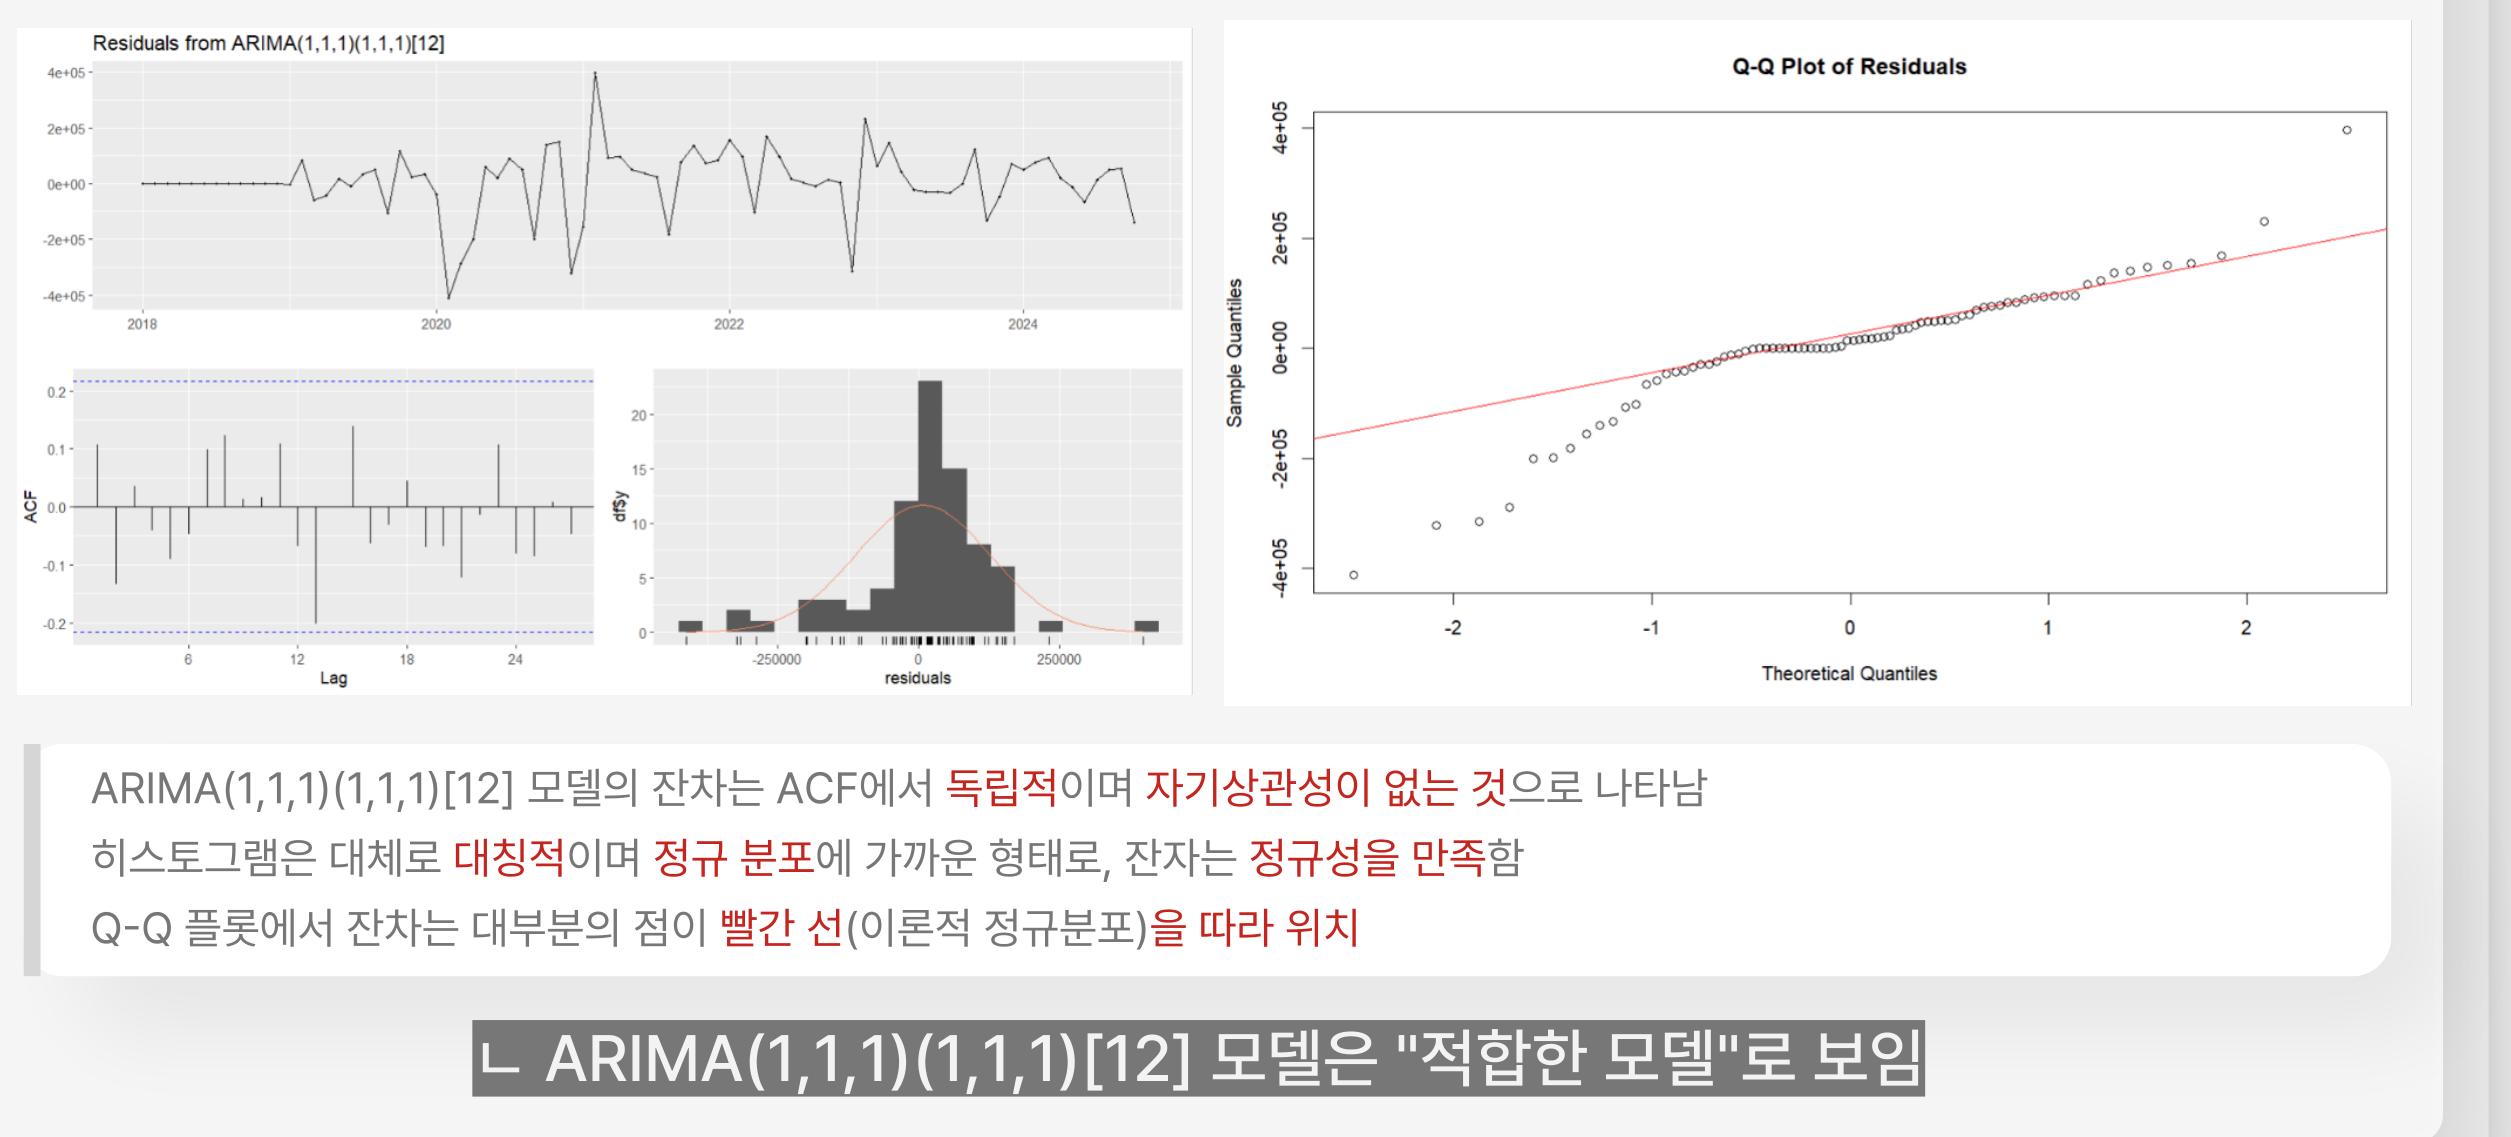 Residuals from ARIMA(1,1,1)(1,1,1)[12]
4e+05
2e+05
0e+00
-2e+05
-4e+05
2018 2020 2022 2024
ACF
0.2
0.1
0.0
-0.1
-0.2
6 12 18 24
Lag
df$y
20
15
10
5
0
-250000 0 250000
residuals
Q-Q Plot of Residuals
Sample Quantiles
4e+05
2e+05
0e+00
-2e+05
-4e+05
-2 -1 0 1 2
Theoretical Quantiles
ARIMA(1,1,1)(1,1,1)[12] 모델의 잔차는 ACF에서 독립적이며 자기상관성이 없는 것으로 나타남
히스토그램은 대체로 대칭적이며 정규 분포에 가까운 형태로, 잔자는 정규성을 만족함
Q-Q 플롯에서 잔차는 대부분의 점이 빨간 선(이론적 정규분포)을 따라 위치
ㄴ ARIMA(1,1,1)(1,1,1)[12] 모델은 "적합한 모델"로 보임